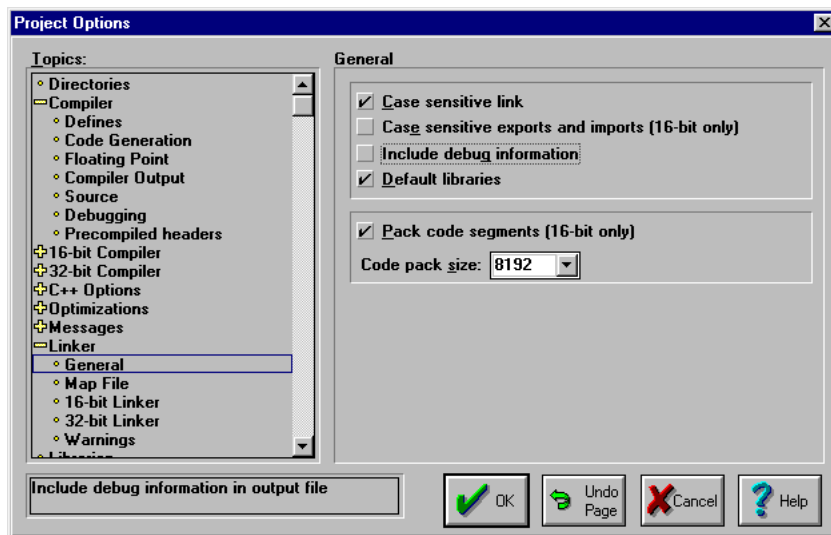 Project Options
Topics:
Directories
Compiler
Defines
Code Generation
Floating Point
Compiler Output
Source
Debugging
Precompiled headers
16-bit Compiler
32-bit Compiler
C++ Options
Optimizations
Messages
Linker
General
Map File
16-bit Linker
32-bit Linker
Warnings
General
Case sensitive link
Case sensitive exports and imports (16-bit only)
Include debug information
Default libraries
Pack code segments (16-bit only)
Code pack size: 8192
Include debug information in output file
OK
Undo
Page
Cancel
Help